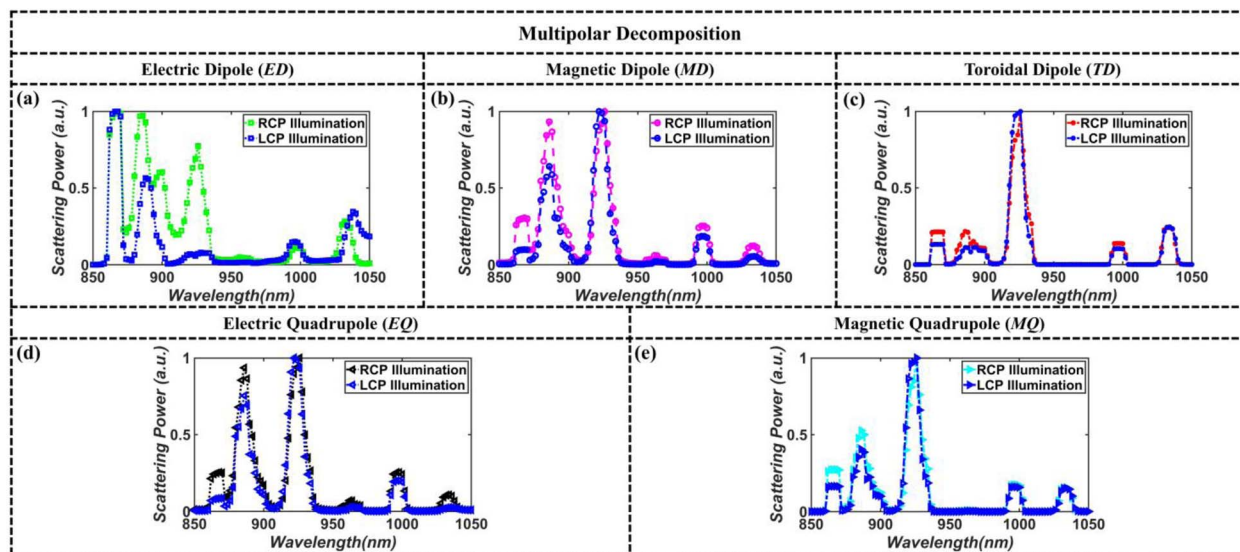 Multipolar Decomposition
Electric Dipole (ED)
Magnetic Dipole (MD)
Toroidal Dipole (TD)
(a)
Scattering Power (a.u.)
1
0.5
0
RCP Illumination
LCP Illumination
850 900 950 1000 1050
Wavelength(nm)
(b)
Scattering Power (a.u.)
1
0.5
0
RCP Illumination
LCP Illumination
850 900 950 1000 1050
Wavelength(nm)
(c)
Scattering Power (a.u.)
1
0.5
0
RCP Illumination
LCP Illumination
850 900 950 1000 1050
Wavelength(nm)
Electric Quadrupole (EQ)
Magnetic Quadrupole (MQ)
(d)
Scattering Power (a.u.)
1
0.5
0
RCP Illumination
LCP Illumination
850 900 950 1000 1050
Wavelength(nm)
(e)
Scattering Power (a.u.)
1
0.5
0
RCP Illumination
LCP Illumination
850 900 950 1000 1050
Wavelength(nm)